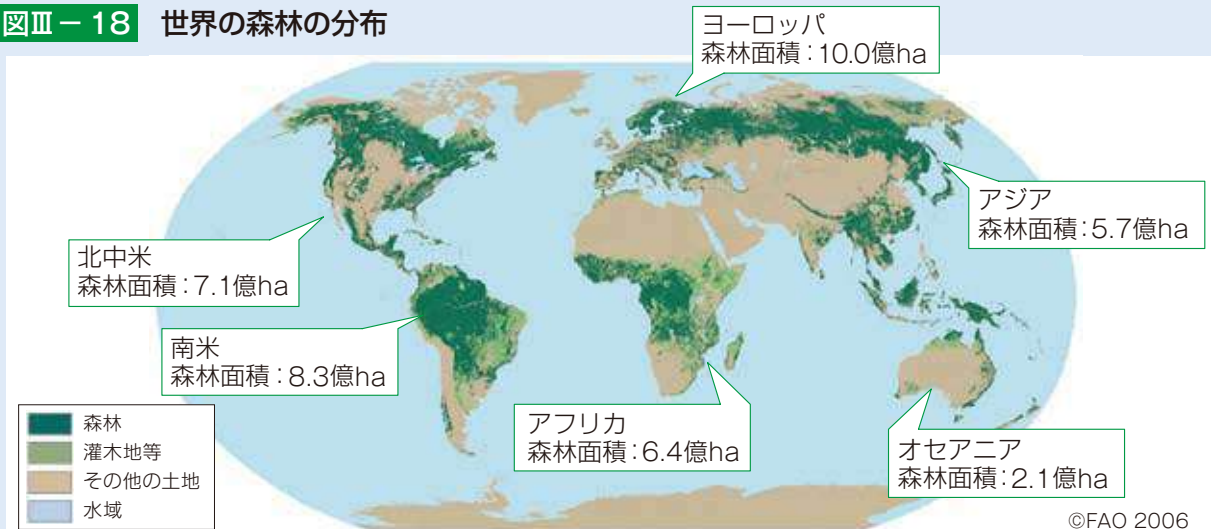 図Ⅲ－18 世界の森林の分布
ヨーロッパ
森林面積：10.0億ha
アジア
森林面積：5.7億ha
北中米
森林面積：7.1億ha
南米
森林面積：8.3億ha
アフリカ
森林面積：6.4億ha
オセアニア
森林面積：2.1億ha
森林
灌木地等
その他の土地
水域
©FAO 2006